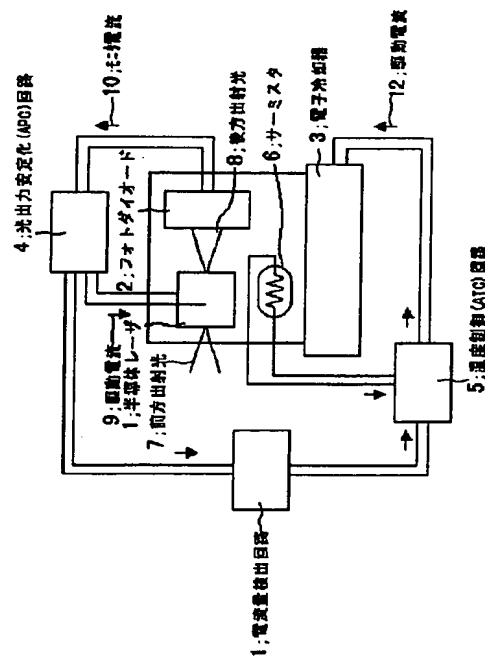 4;光出力安定化(APC)回路
10;モニタ電流
2;フォトダイオード
8;後方出射光
6;サーミスタ
3;電子冷却器
12;駆動電流
9;駆動電流
1;半導体レーザ
7;前方出射光
1;電流量検出回路
5;温度制御(ATC)回路